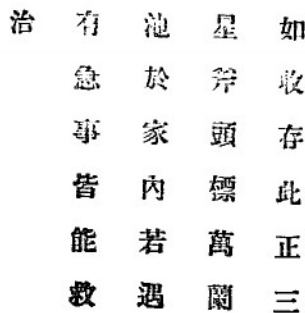 如收存此正三
星斧頭標萬蘭
池於家內若遇
有急事皆能救
治